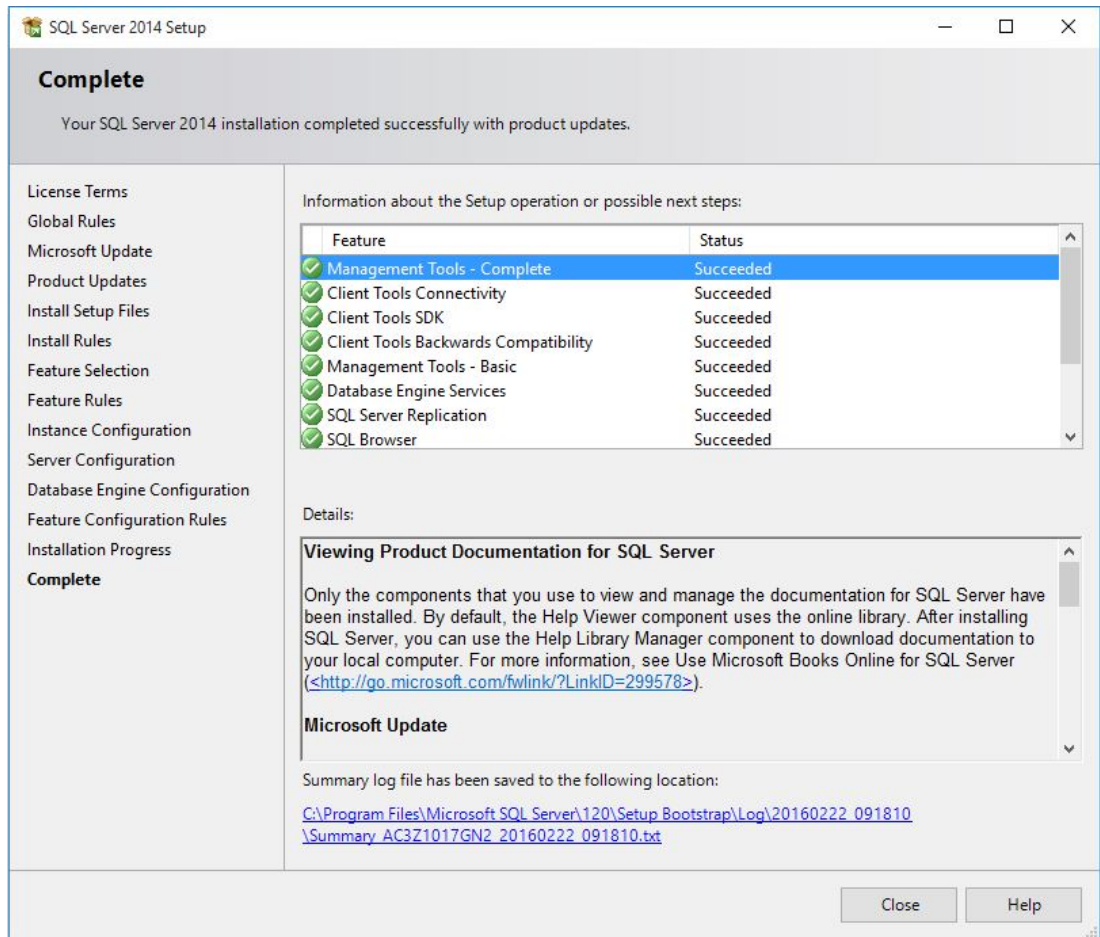 SQL Server 2014 Setup
Complete
Your SQL Server 2014 installation completed successfully with product updates.
License Terms
Global Rules
Microsoft Update
Product Updates
Install Setup Files
Install Rules
Feature Selection
Feature Rules
Instance Configuration
Server Configuration
Database Engine Configuration
Feature Configuration Rules
Installation Progress
Complete
Information about the Setup operation or possible next steps:
Feature Status
Management Tools - Complete Succeeded
Client Tools Connectivity Succeeded
Client Tools SDK Succeeded
Client Tools Backwards Compatibility Succeeded
Management Tools - Basic Succeeded
Database Engine Services Succeeded
SQL Server Replication Succeeded
SQL Browser Succeeded
Details:
Viewing Product Documentation for SQL Server
Only the components that you use to view and manage the documentation for SQL Server have
been installed. By default, the Help Viewer component uses the online library. After installing
SQL Server, you can use the Help Library Manager component to download documentation to
your local computer. For more information, see Use Microsoft Books Online for SQL Server
(<http://go.microsoft.com/fwlink/?LinkID=299578>).
Microsoft Update
Summary log file has been saved to the following location:
C:\Program Files\Microsoft SQL Server\120\Setup Bootstrap\Log\20160222_091810
\Summary_AC3Z1017GN2_20160222_091810.txt
Close Help